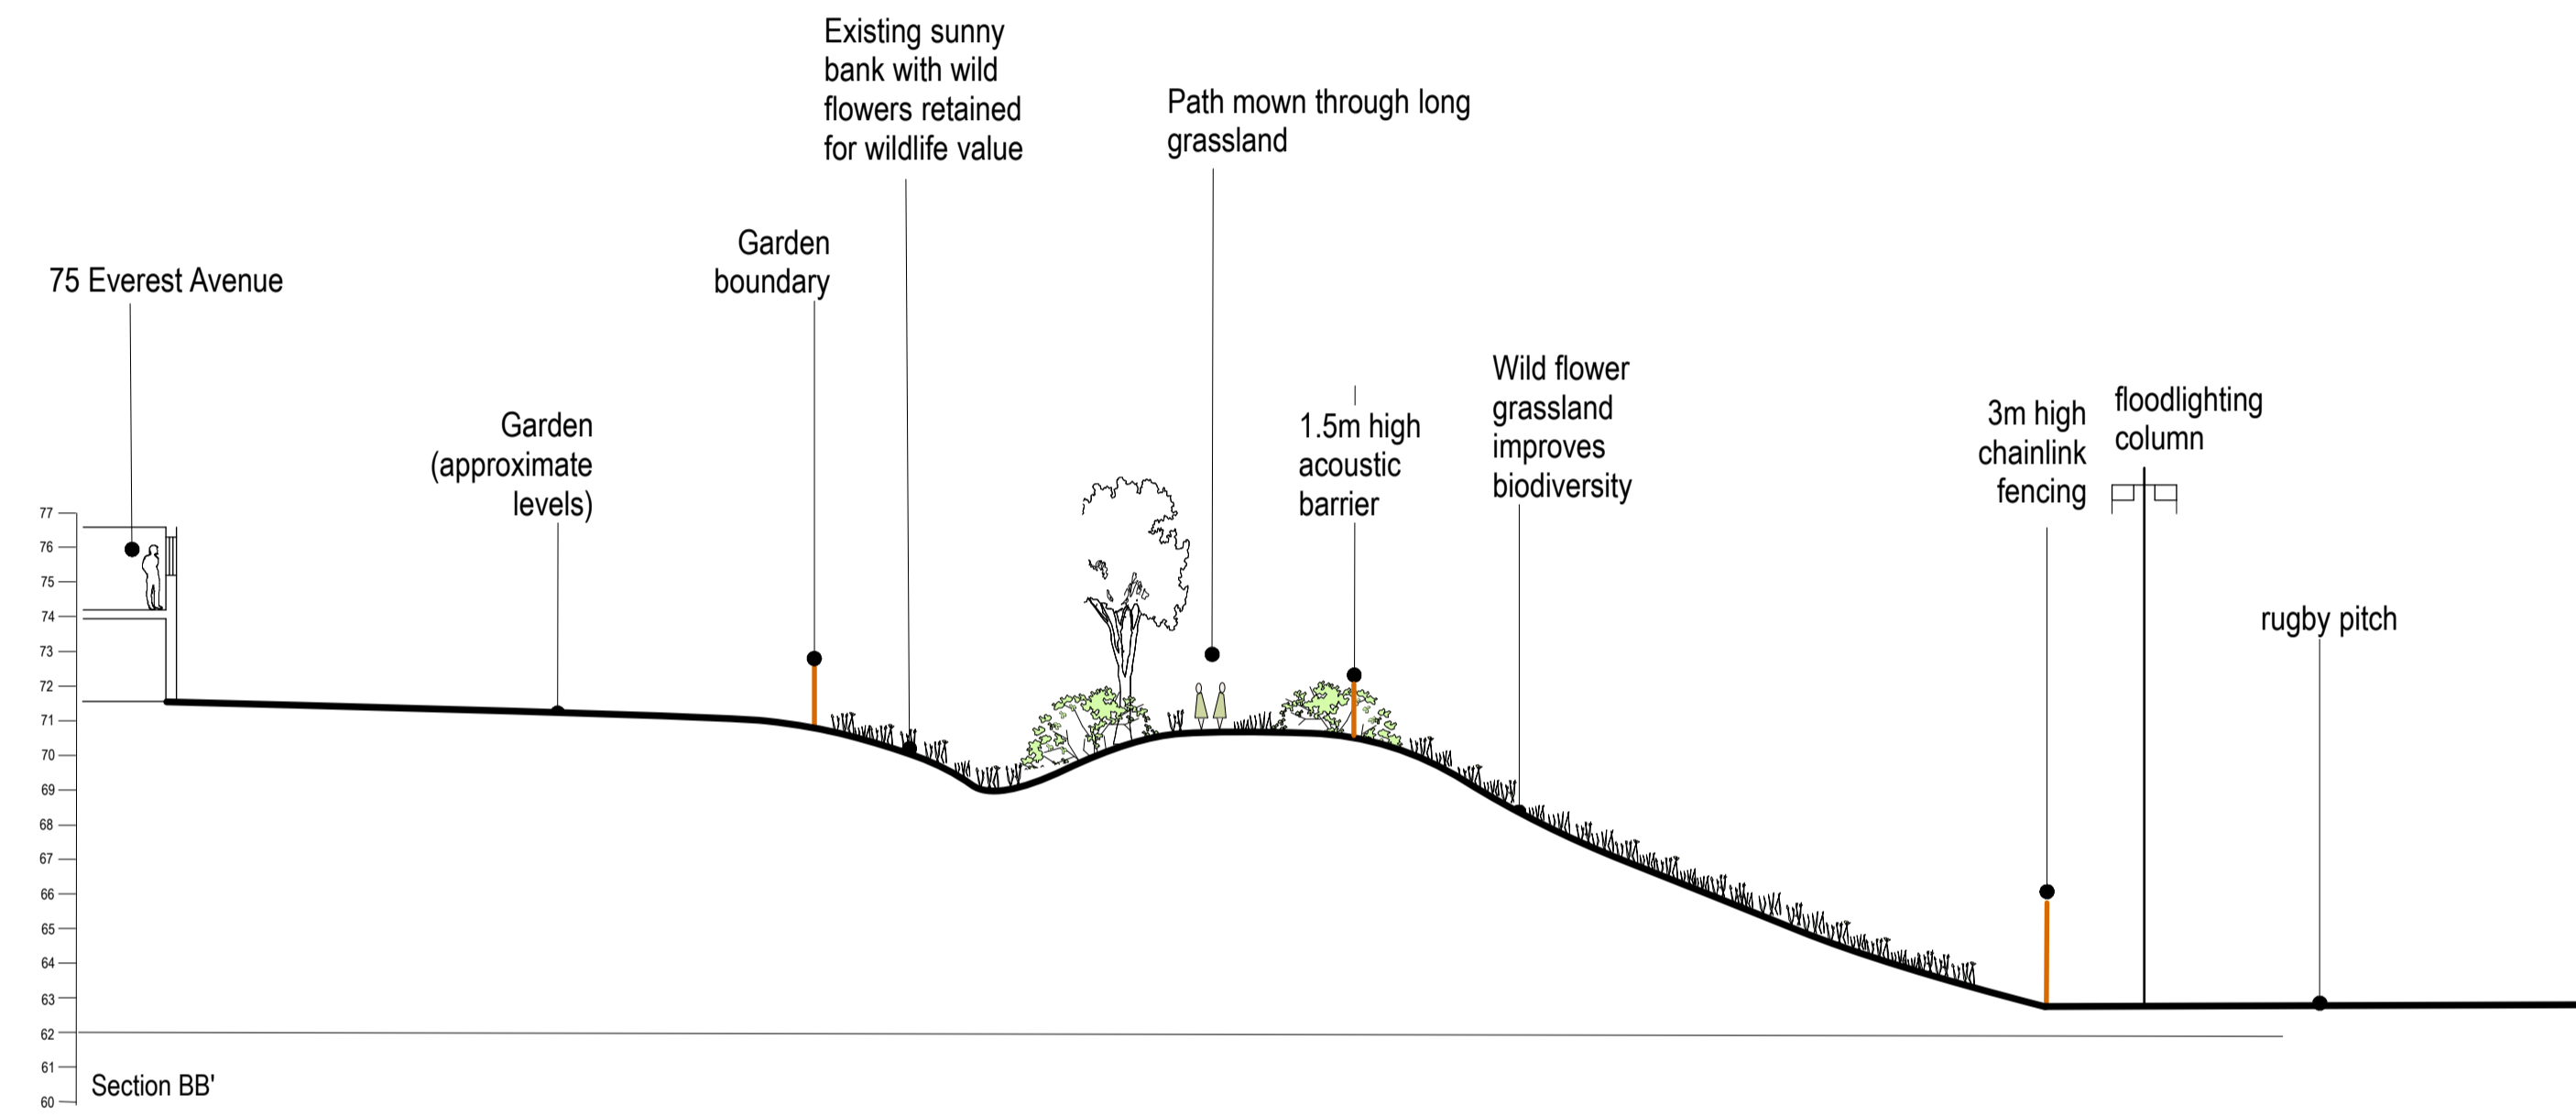 Existing sunny
bank with wild
flowers retained
for wildlife value
Path mown through long
grassland
Garden
boundary
75 Everest Avenue
Garden
(approximate
levels)
1.5m high
acoustic
barrier
Wild flower
grassland
improves
biodiversity
3m high
chainlink
fencing
floodlighting
column
rugby pitch
77
76
75
74
73
72
71
70
69
68
67
66
65
64
63
62
61
60
Section BB'